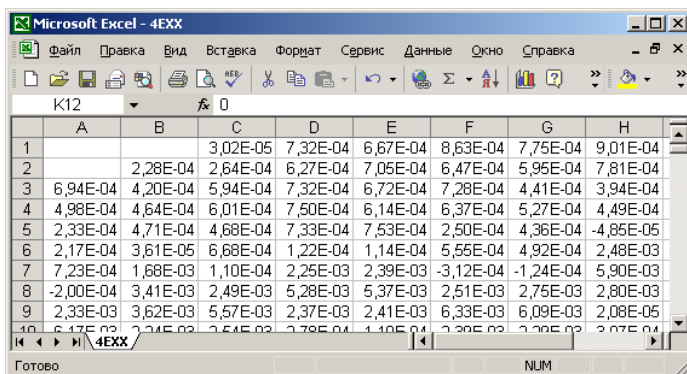 Microsoft Excel - 4EXX
Файл Правка Вид Вставка Формат Сервис Данные Окно Справка
K12 fx 0
A B C D E F G H
1 3,02E-05 7,32E-04 6,67E-04 8,63E-04 7,75E-04 9,01E-04
2 2,28E-04 2,64E-04 6,27E-04 7,05E-04 6,47E-04 5,95E-04 7,81E-04
3 6,94E-04 4,20E-04 5,94E-04 7,32E-04 6,72E-04 7,28E-04 4,41E-04 3,94E-04
4 4,98E-04 4,64E-04 6,01E-04 7,50E-04 6,14E-04 6,37E-04 5,27E-04 4,49E-04
5 2,33E-04 4,71E-04 4,68E-04 7,33E-04 7,53E-04 2,50E-04 4,36E-04 -4,85E-05
6 2,17E-04 3,61E-05 6,68E-04 1,22E-04 1,14E-04 5,55E-04 4,92E-04 2,48E-03
7 7,23E-04 1,68E-03 1,10E-04 2,25E-03 2,39E-03 -3,12E-04 -1,24E-04 5,90E-03
8 -2,00E-04 3,41E-03 2,49E-03 5,28E-03 5,37E-03 2,51E-03 2,75E-03 2,80E-03
9 2,33E-03 3,62E-03 5,57E-03 2,37E-03 2,41E-03 6,33E-03 6,09E-03 2,08E-05
4EXX
Готово NUM